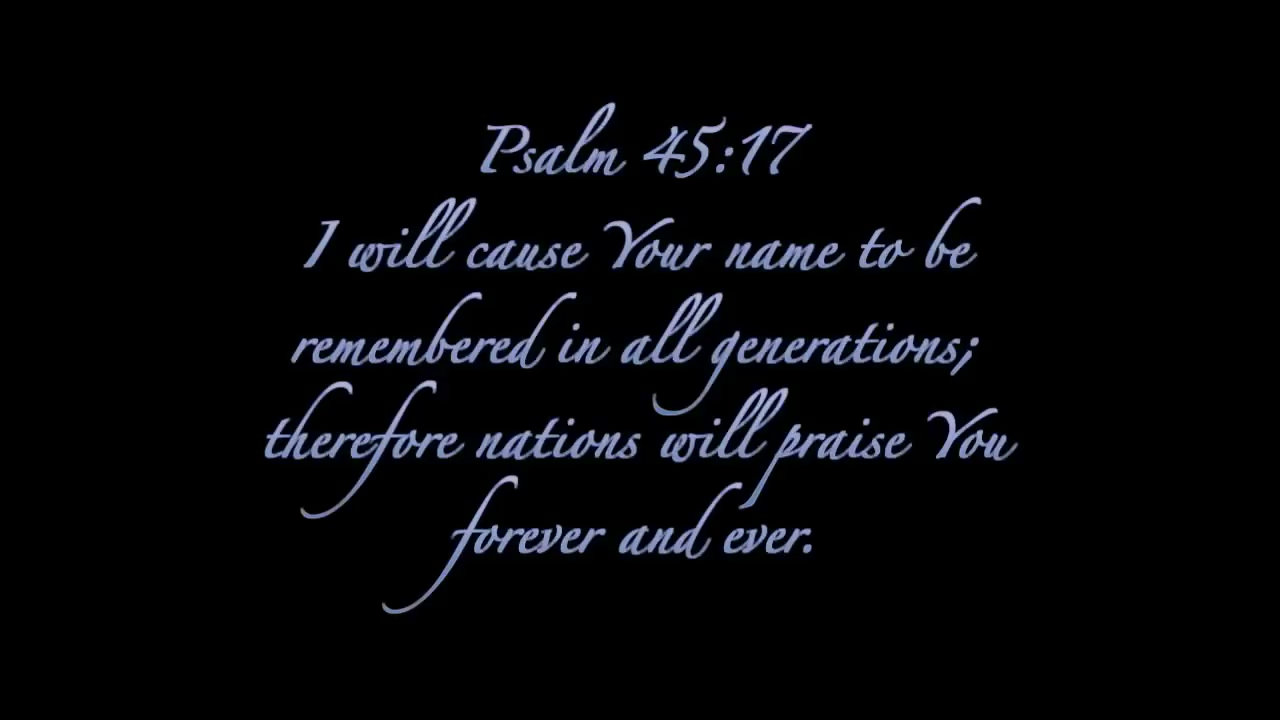 Psalm 45:17
I will cause Your name to be
remembered in all generations;
therefore nations will praise You
forever and ever.